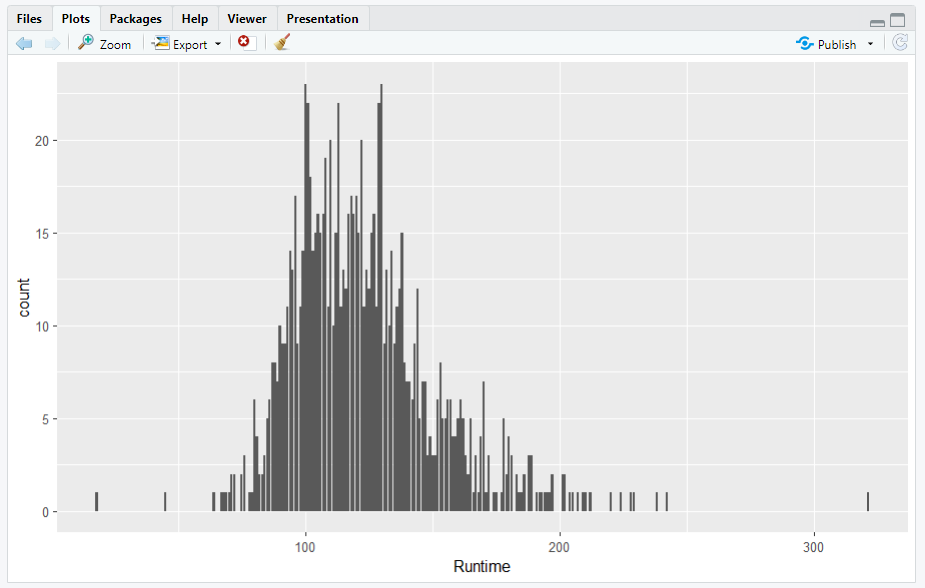 Files Plots Packages Help Viewer Presentation
Zoom Export Publish
20
15
10
5
0
count
100 200 300
Runtime